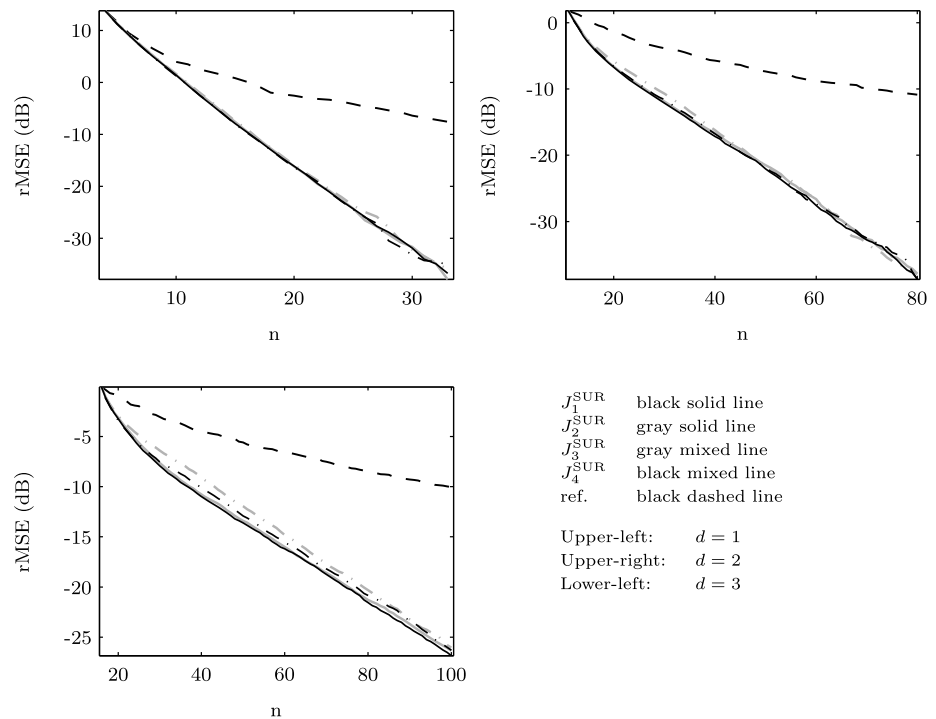 10
0
-10
-20
-30
rMSE (dB)
10 20 30
n
0
-10
-20
-30
rMSE (dB)
20 40 60 80
n
-5
-10
-15
-20
-25
rMSE (dB)
20 40 60 80 100
n
J_1^SUR black solid line
J_2^SUR gray solid line
J_3^SUR gray mixed line
J_4^SUR black mixed line
ref. black dashed line
Upper-left: d = 1
Upper-right: d = 2
Lower-left: d = 3